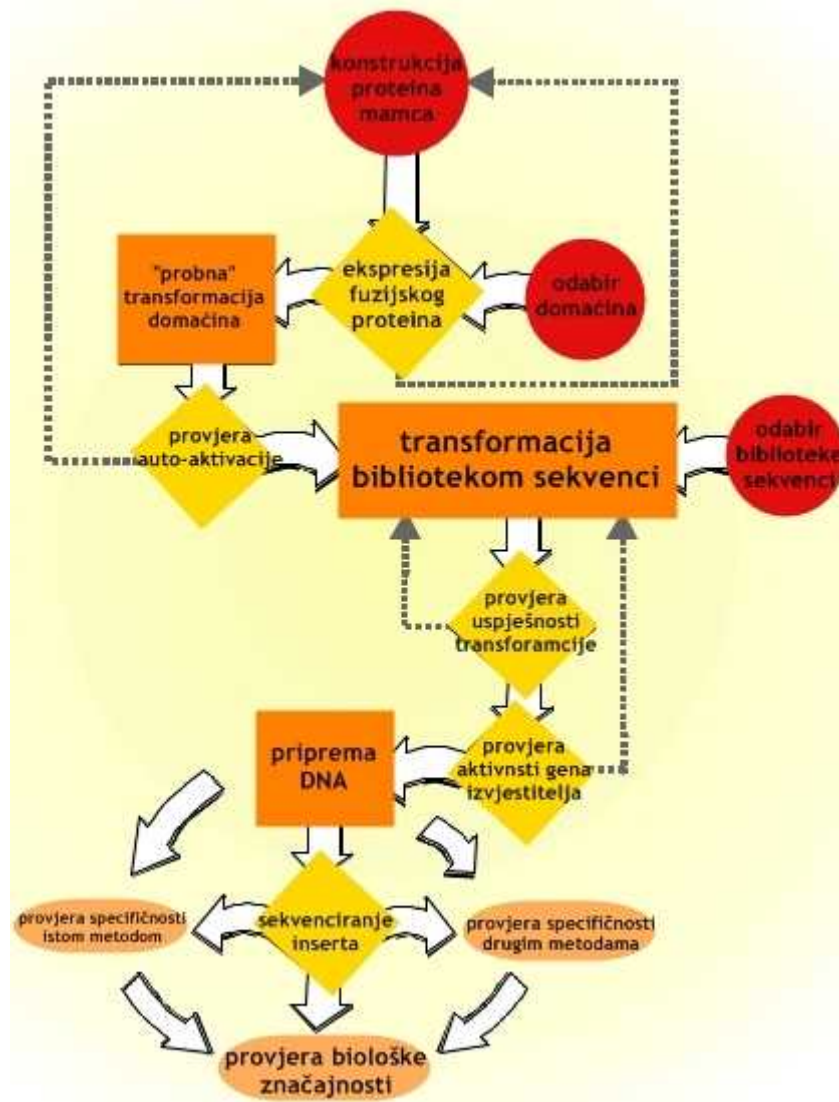 konstrukcija
proteina
mamca
"probna"
transformacija
domaćina
ekspresija
fuzijskog
proteina
odabir
domaćina
provjera
auto-aktivacije
transformacija
bibliotekom sekvenci
odabir
biblioteke
sekvenci
provjera
uspješnosti
transforamcije
priprema
DNA
provjera
aktivnsti gena
izvjestitelja
provjera specifičnosti
istom metodom
sekvenciranje
inserta
provjera specifičnosti
drugim metodama
provjera biološke
značajnosti